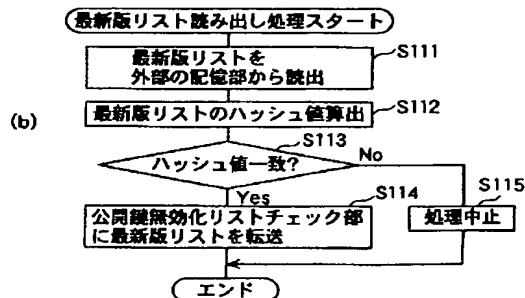 最新版リスト読み出し処理スタート
最新版リストを
外部の記憶部から読出
S111
最新版リストのハッシュ値算出
S112
(b)
ハッシュ値一致?
S113
No
Yes
公開鍵無効化リストチェック部
に最新版リストを転送
S114
処理中止
S115
エンド